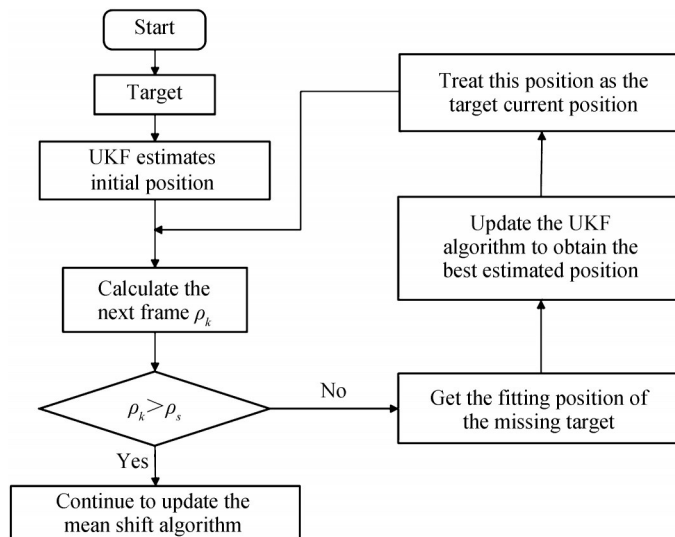 Start
Target
UKF estimates
initial position
Calculate the
next frame ρk
ρk>ρs
No
Yes
Continue to update the
mean shift algorithm
Get the fitting position of
the missing target
Update the UKF
algorithm to obtain the
best estimated position
Treat this position as the
target current position